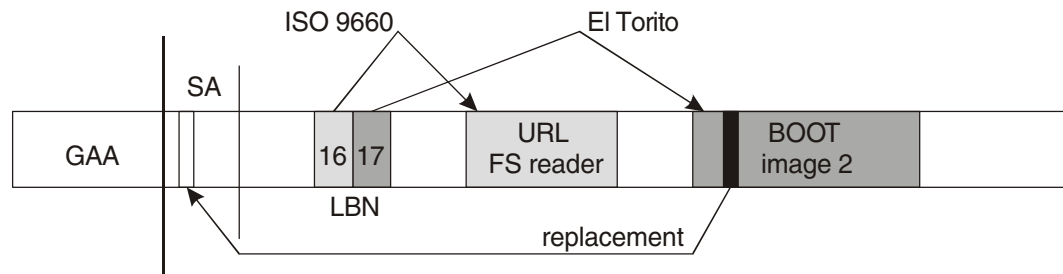 ISO 9660
El Torito
SA
GAA
16
17
URL
FS reader
BOOT
image 2
LBN
replacement